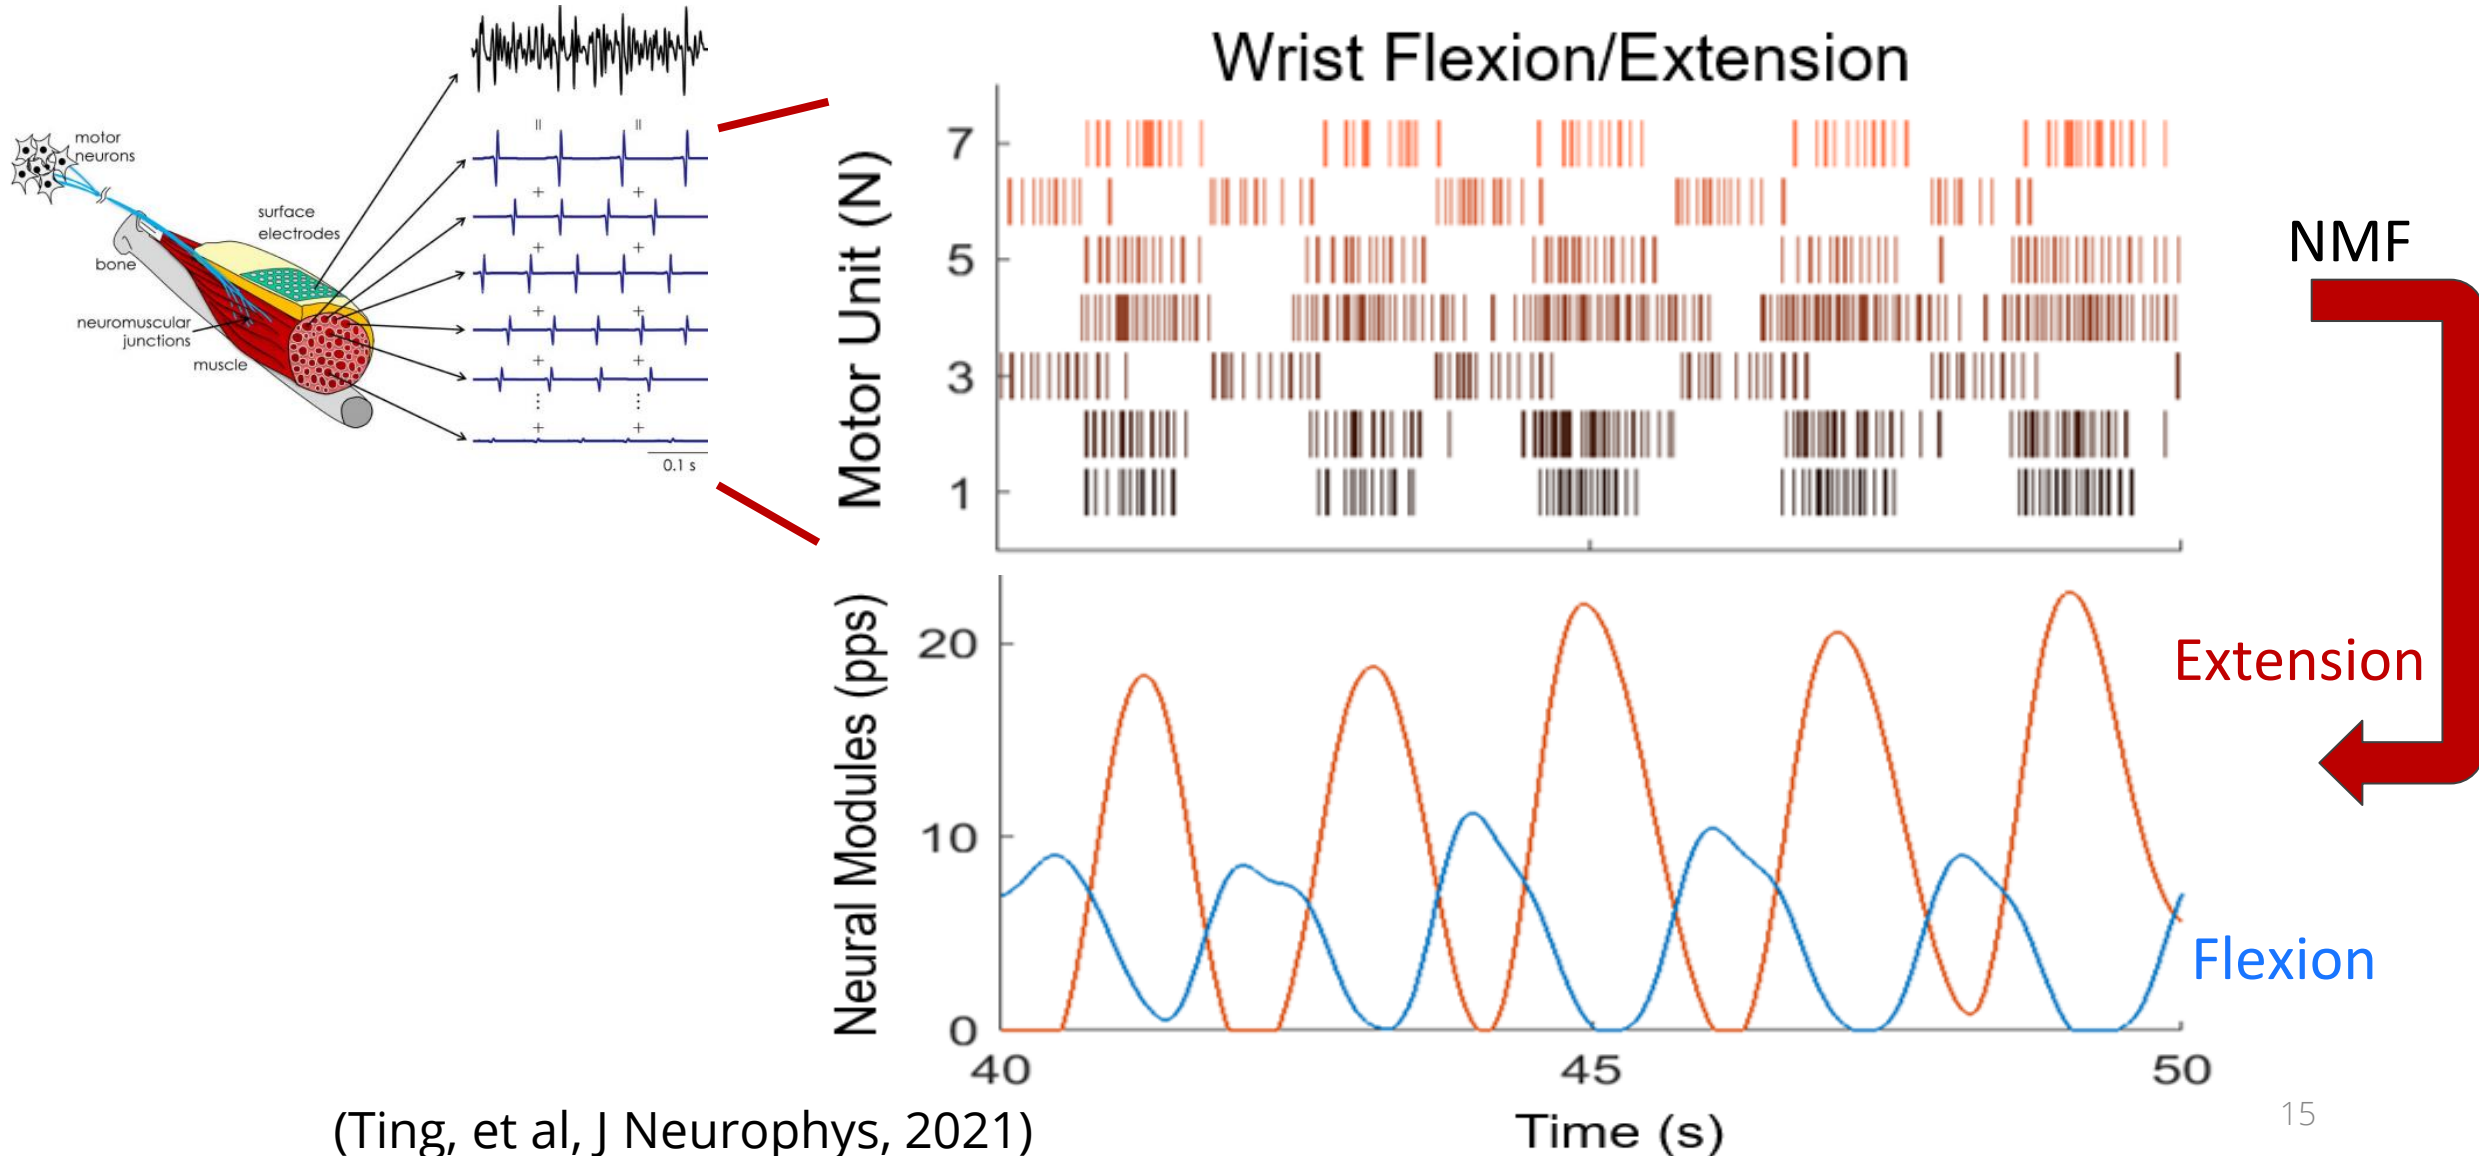 motor
neurons
surface
electrodes
bone
neuromuscular
junctions
muscle
=
=
+
+
+
+
+
+
+
+
+
+
⋮
⋮
+
+
0.1 s
Wrist Flexion/Extension
Motor Unit (N)
7
5
3
1
NMF
Neural Modules (pps)
20
10
0
Extension
Flexion
40
45
50
Time (s)
(Ting, et al, J Neurophys, 2021)
15